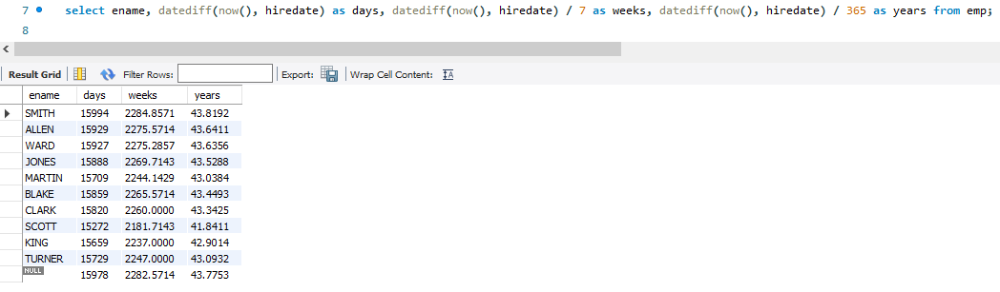 7 select ename, datediff(now(), hiredate) as days, datediff(now(), hiredate) / 7 as weeks, datediff(now(), hiredate) / 365 as years from emp;
8
Result Grid Filter Rows: Export: Wrap Cell Content:
ename days weeks years
SMITH 15994 2284.8571 43.8192
ALLEN 15929 2275.5714 43.6411
WARD 15927 2275.2857 43.6356
JONES 15888 2269.7143 43.5288
MARTIN 15709 2244.1429 43.0384
BLAKE 15859 2265.5714 43.4493
CLARK 15820 2260.0000 43.3425
SCOTT 15272 2181.7143 41.8411
KING 15659 2237.0000 42.9014
TURNER 15729 2247.0000 43.0932
NULL 15978 2282.5714 43.7753